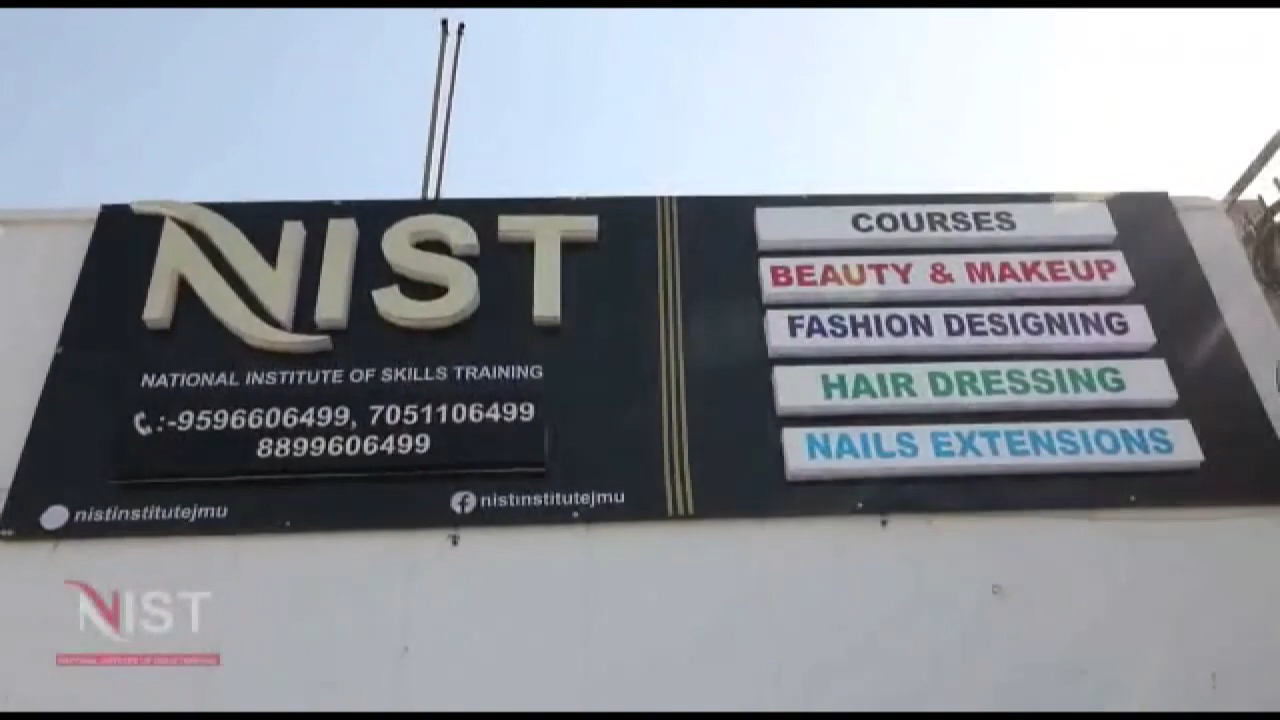 NIST
NATIONAL INSTITUTE OF SKILLS TRAINING
:-9596606499, 7051106499
8899606499
nistinstitutejmu
nistinstitutejmu
COURSES
BEAUTY & MAKEUP
FASHION DESIGNING
HAIR DRESSING
NAILS EXTENSIONS
NIST